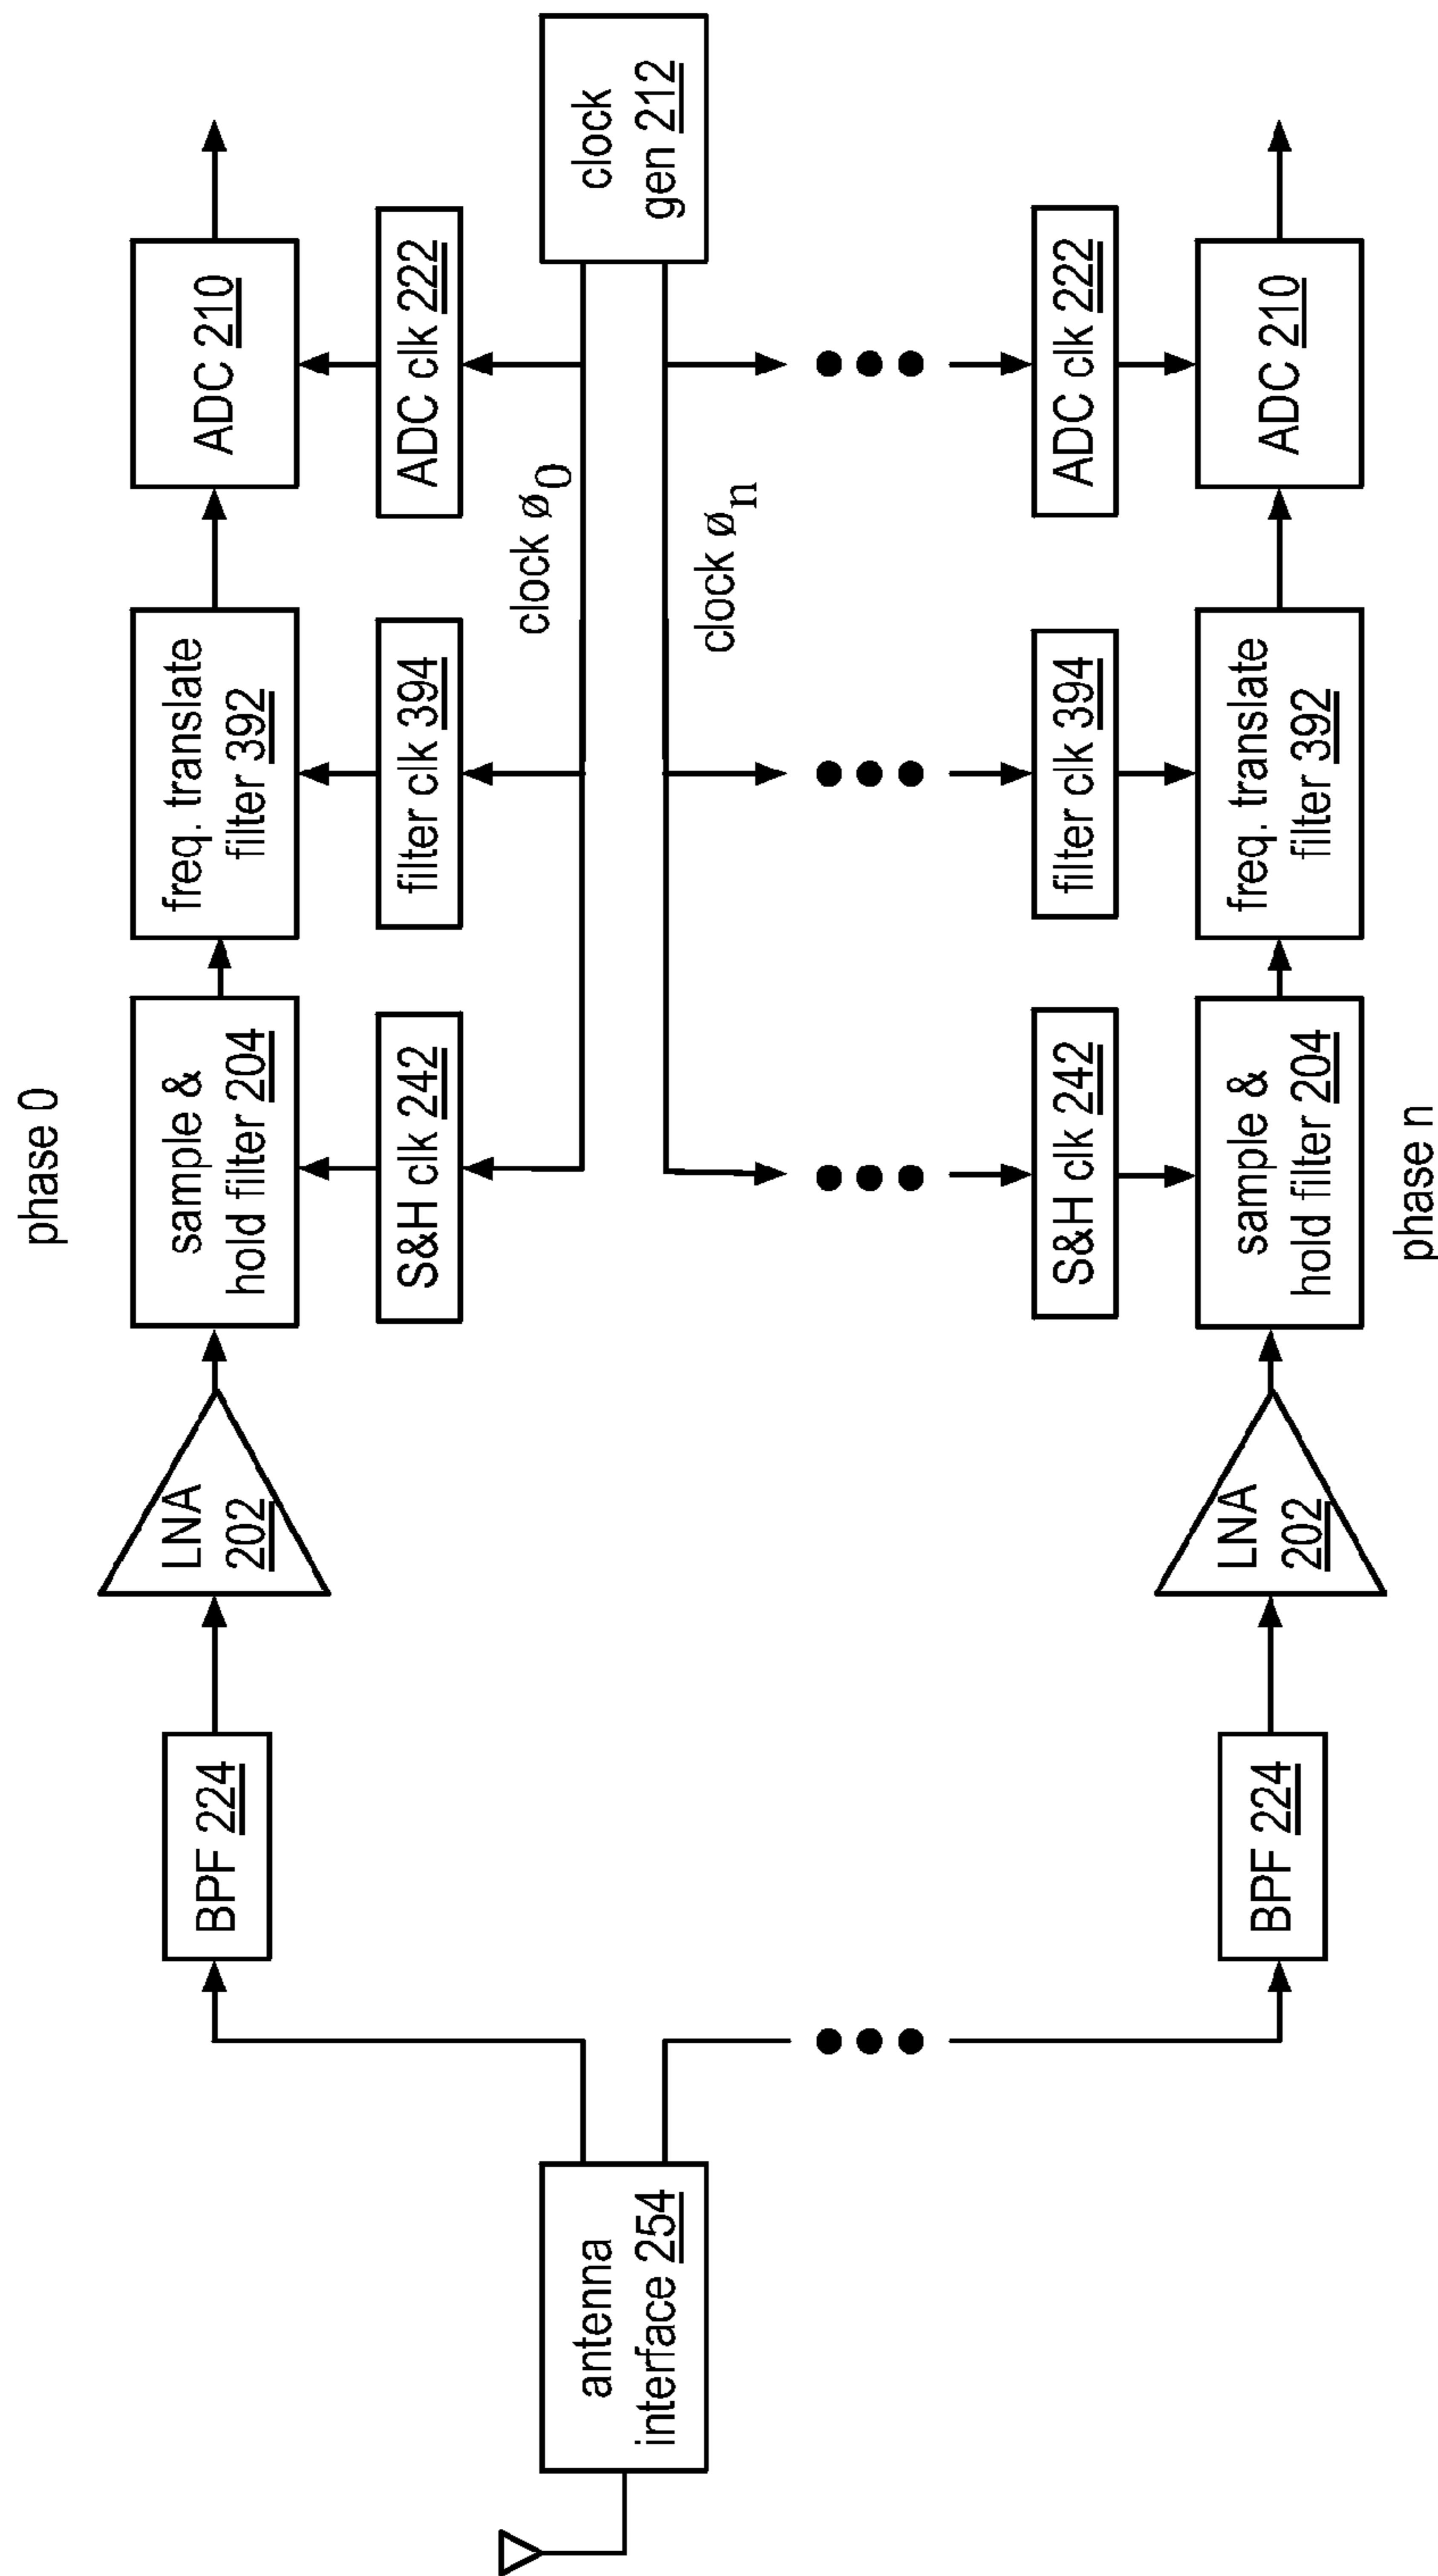 phase 0
antenna
interface 254
BPF 224
LNA
202
sample &
hold filter 204
freq. translate
filter 392
ADC 210
S&H clk 242
filter clk 394
ADC clk 222
clock ø0
clock
gen 212
clock øn
S&H clk 242
filter clk 394
ADC clk 222
BPF 224
LNA
202
sample &
hold filter 204
freq. translate
filter 392
ADC 210
phase n